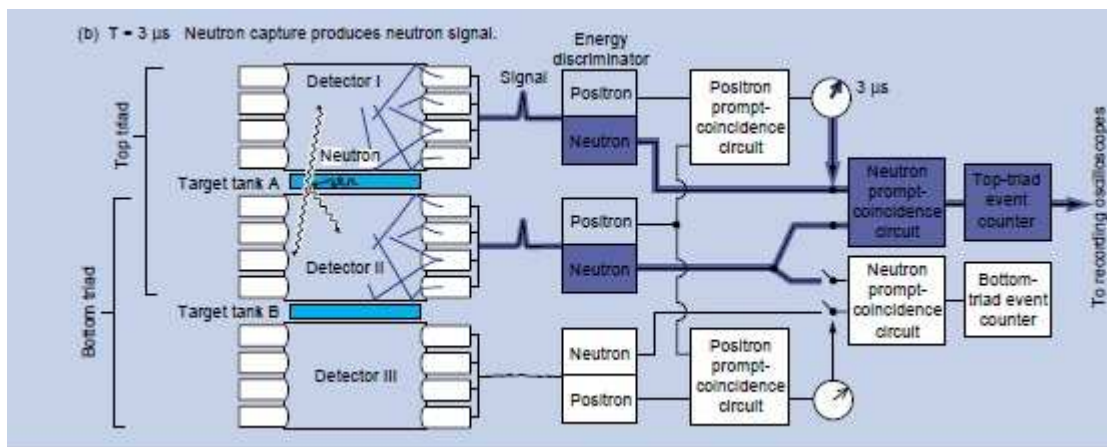 (b) T = 3 µs Neutron capture produces neutron signal.
Energy
discriminator
Top triad
Bottom triad
Detector I
Neutron
Target tank A
Detector II
Target tank B
Detector III
Signal
Positron
Neutron
Positron
Neutron
Neutron
Positron
Positron
prompt-
coincidence
circuit
3 µs
Neutron
prompt-
coincidence
circuit
Top-triad
event
counter
Neutron
prompt-
coincidence
circuit
Bottom-
triad event
counter
Positron
prompt-
coincidence
circuit
To recording oscilloscopes